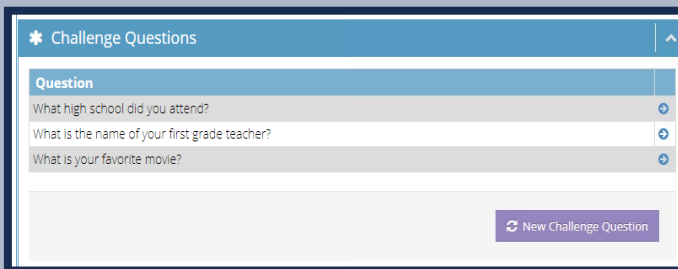 Challenge Questions
Question
What high school did you attend?
What is the name of your first grade teacher?
What is your favorite movie?
New Challenge Question